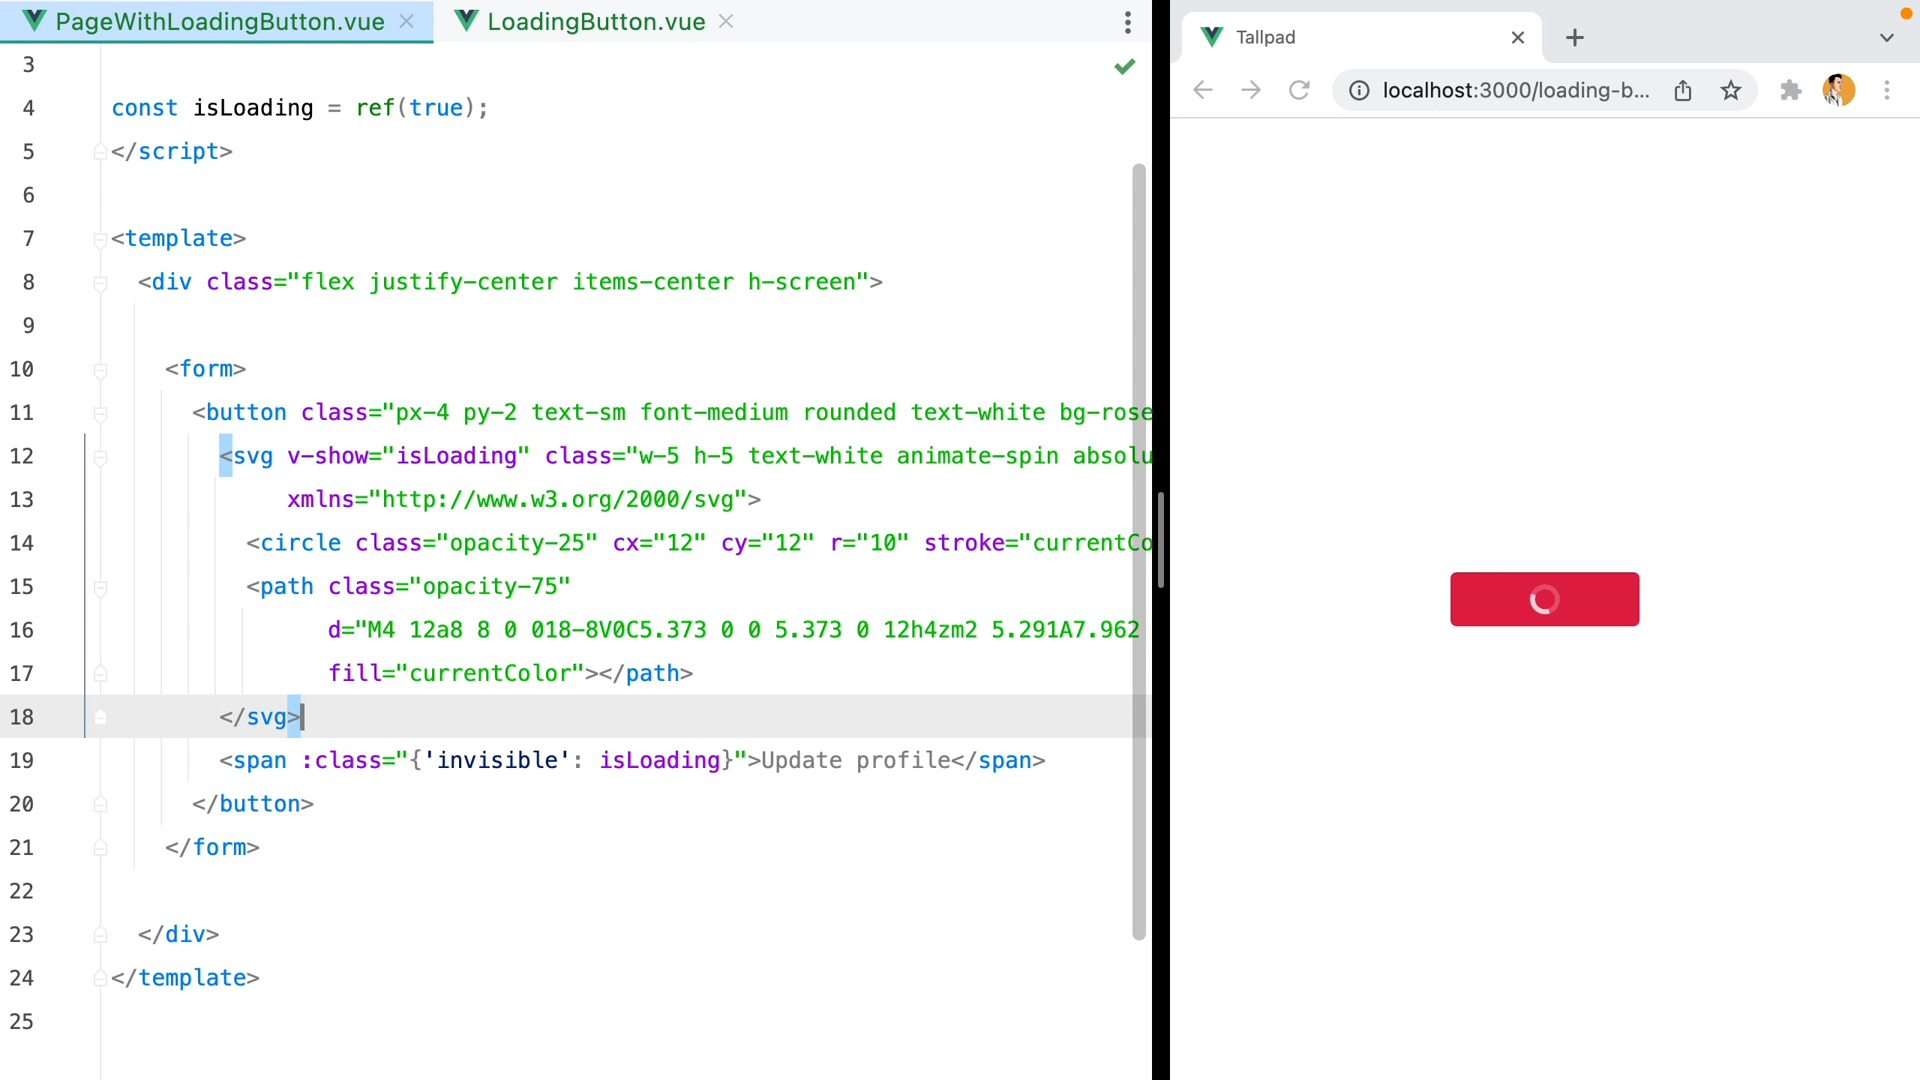 PageWithLoadingButton.vue
LoadingButton.vue
3
4 const isLoading = ref(true);
5 </script>
6
7 <template>
8 <div class="flex justify-center items-center h-screen">
9
10 <form>
11 <button class="px-4 py-2 text-sm font-medium rounded text-white bg-rose
12 <svg v-show="isLoading" class="w-5 h-5 text-white animate-spin absolu
13 xmlns="http://www.w3.org/2000/svg">
14 <circle class="opacity-25" cx="12" cy="12" r="10" stroke="currentCo
15 <path class="opacity-75"
16 d="M4 12a8 8 0 018-8V0C5.373 0 0 5.373 0 12h4zm2 5.291A7.962
17 fill="currentColor"></path>
18 </svg>
19 <span :class="{'invisible': isLoading}">Update profile</span>
20 </button>
21 </form>
22
23 </div>
24 </template>
25
Tallpad
localhost:3000/loading-b...